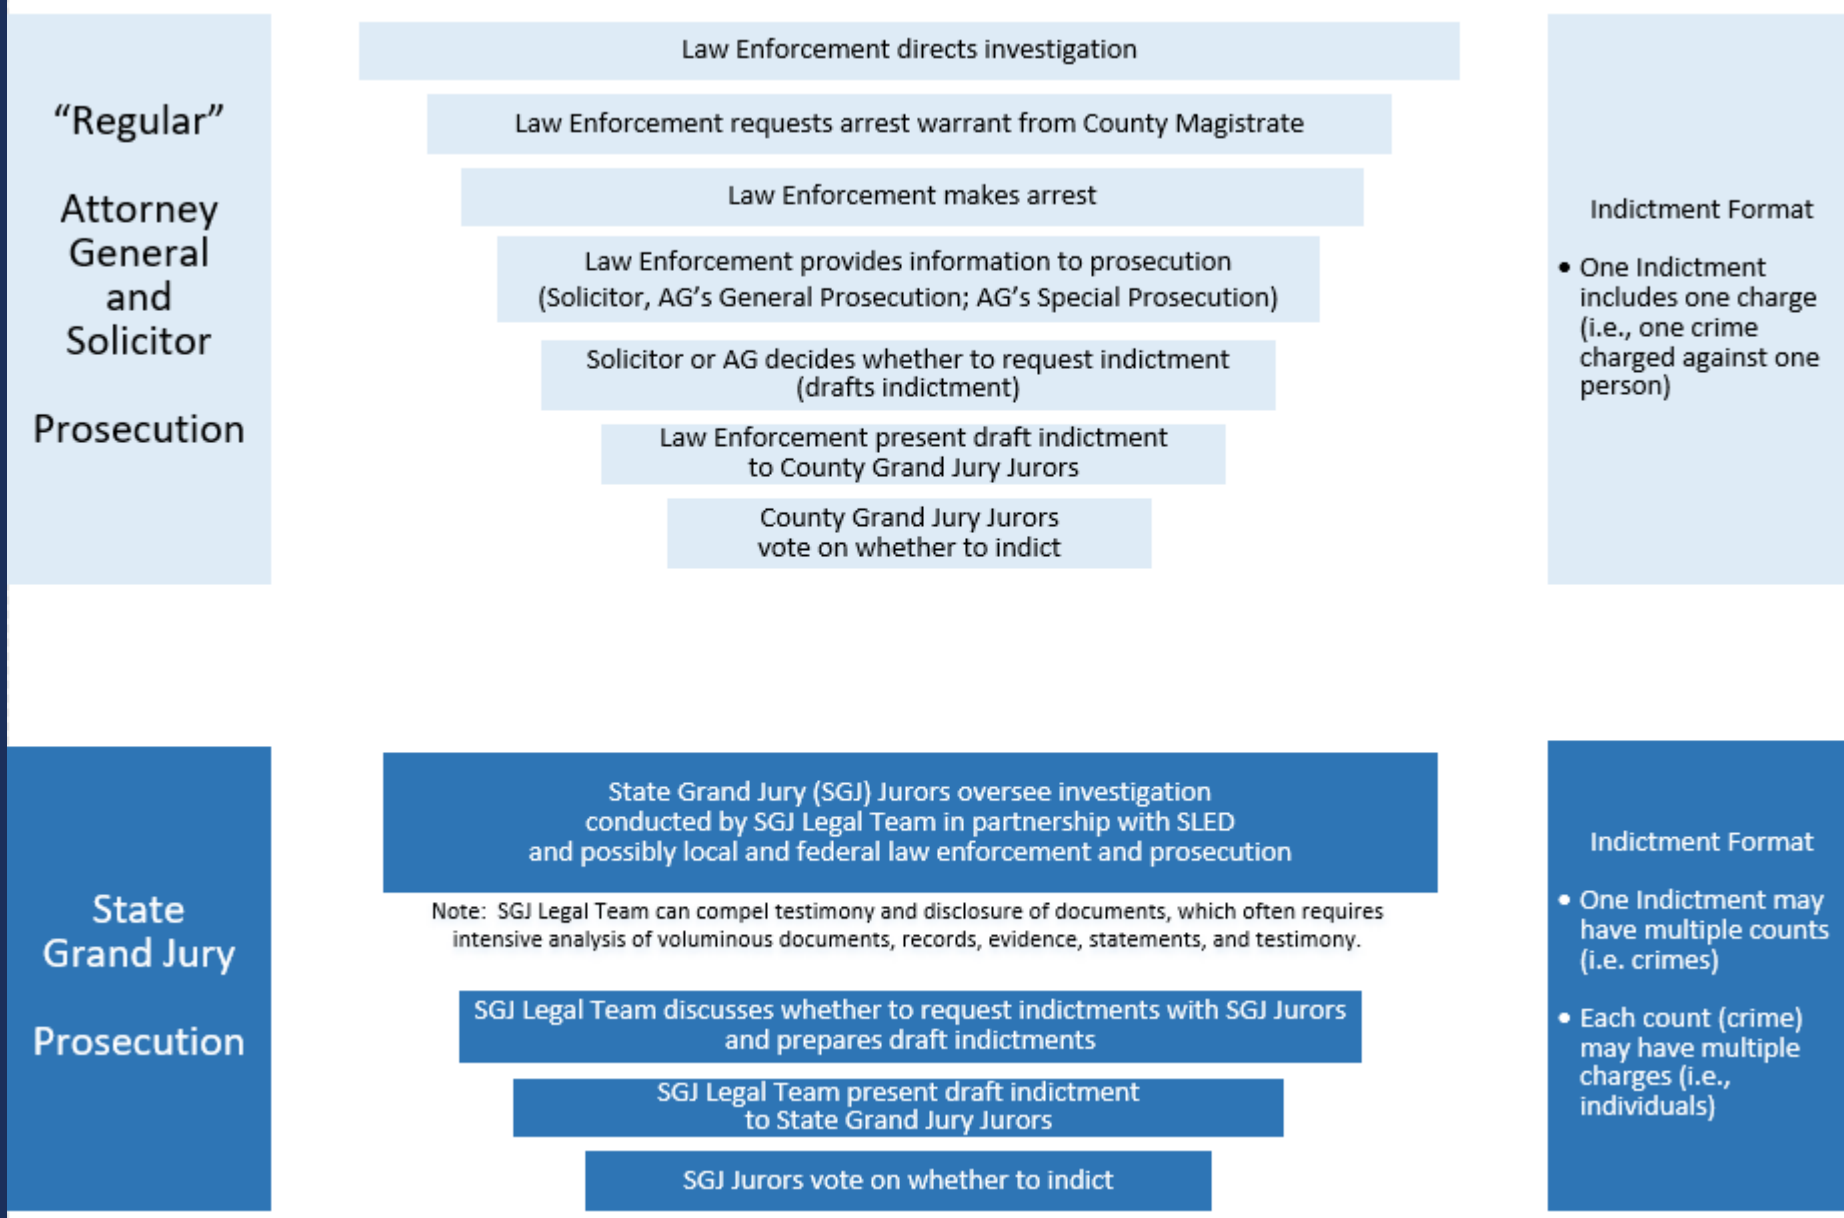 “Regular”
Attorney
General
and
Solicitor
Prosecution
Law Enforcement directs investigation
Law Enforcement requests arrest warrant from County Magistrate
Law Enforcement makes arrest
Law Enforcement provides information to prosecution
(Solicitor, AG’s General Prosecution; AG’s Special Prosecution)
Solicitor or AG decides whether to request indictment
(drafts indictment)
Law Enforcement present draft indictment
to County Grand Jury Jurors
County Grand Jury Jurors
vote on whether to indict
Indictment Format
• One Indictment
includes one charge
(i.e., one crime
charged against one
person)
State
Grand Jury
Prosecution
State Grand Jury (SGJ) Jurors oversee investigation
conducted by SGJ Legal Team in partnership with SLED
and possibly local and federal law enforcement and prosecution
Note: SGJ Legal Team can compel testimony and disclosure of documents, which often requires
intensive analysis of voluminous documents, records, evidence, statements, and testimony.
SGJ Legal Team discusses whether to request indictments with SGJ Jurors
and prepares draft indictments
SGJ Legal Team present draft indictment
to State Grand Jury Jurors
SGJ Jurors vote on whether to indict
Indictment Format
• One Indictment may
have multiple counts
(i.e. crimes)
• Each count (crime)
may have multiple
charges (i.e.,
individuals)